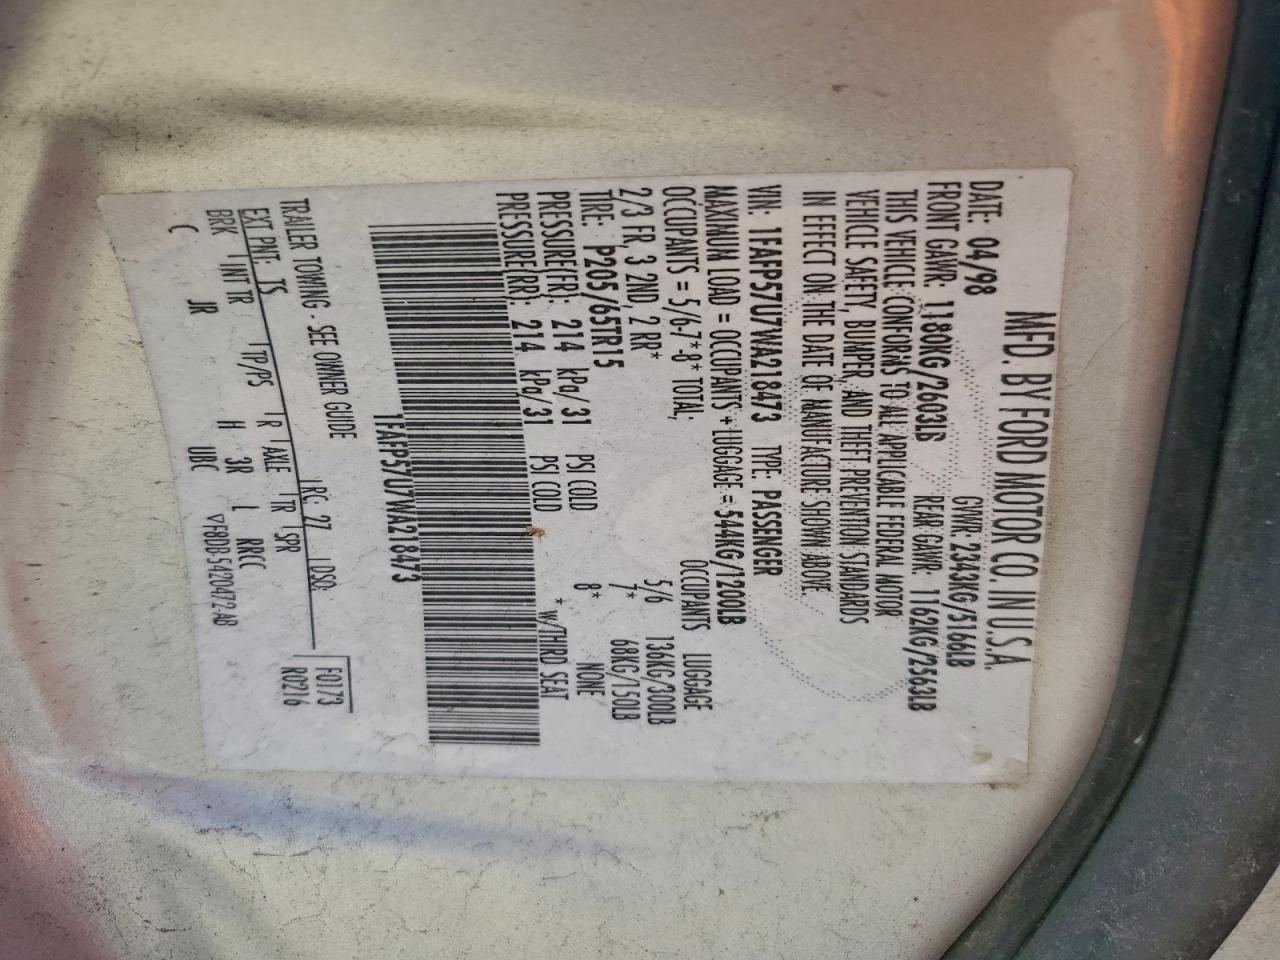 MFD. BY FORD MOTOR CO. IN U.S.A.
DATE: 04/98 GVWR: 2343KG/5166LB
FRONT GAWR: 1180KG/2603LB REAR GAWR: 1162KG/2563LB
THIS VEHICLE CONFORMS TO ALL APPLICABLE FEDERAL MOTOR
VEHICLE SAFETY, BUMPER, AND THEFT PREVENTION STANDARDS
IN EFFECT ON THE DATE OF MANUFACTURE SHOWN ABOVE.
VIN: 1FAFP57U7WA218473 TYPE: PASSENGER
MAXIMUM LOAD = OCCUPANTS + LUGGAGE = 544KG/1200LB
OCCUPANTS = 5/6-7*-8* TOTAL; OCCUPANTS LUGGAGE
2/3 FR, 3 2ND, 2 RR* 5/6 136KG/300LB
TIRE: P205/65TR15 7* 68KG/150LB
PRESSURE(FR): 214 kPa/31 PSI COLD 8* NONE
PRESSURE(RR): 214 kPa/31 PSI COLD * W/THIRD SEAT
1FAFP57U7WA218473
TRAILER TOWING - SEE OWNER GUIDE F0173
EXT PNT: TS RC: 27 DSO: R0216
BRK INT TR TP/PS R AXLE TR SPR
C JR H 3R L RRCC
UBC ▽F8DB-5420472-AB